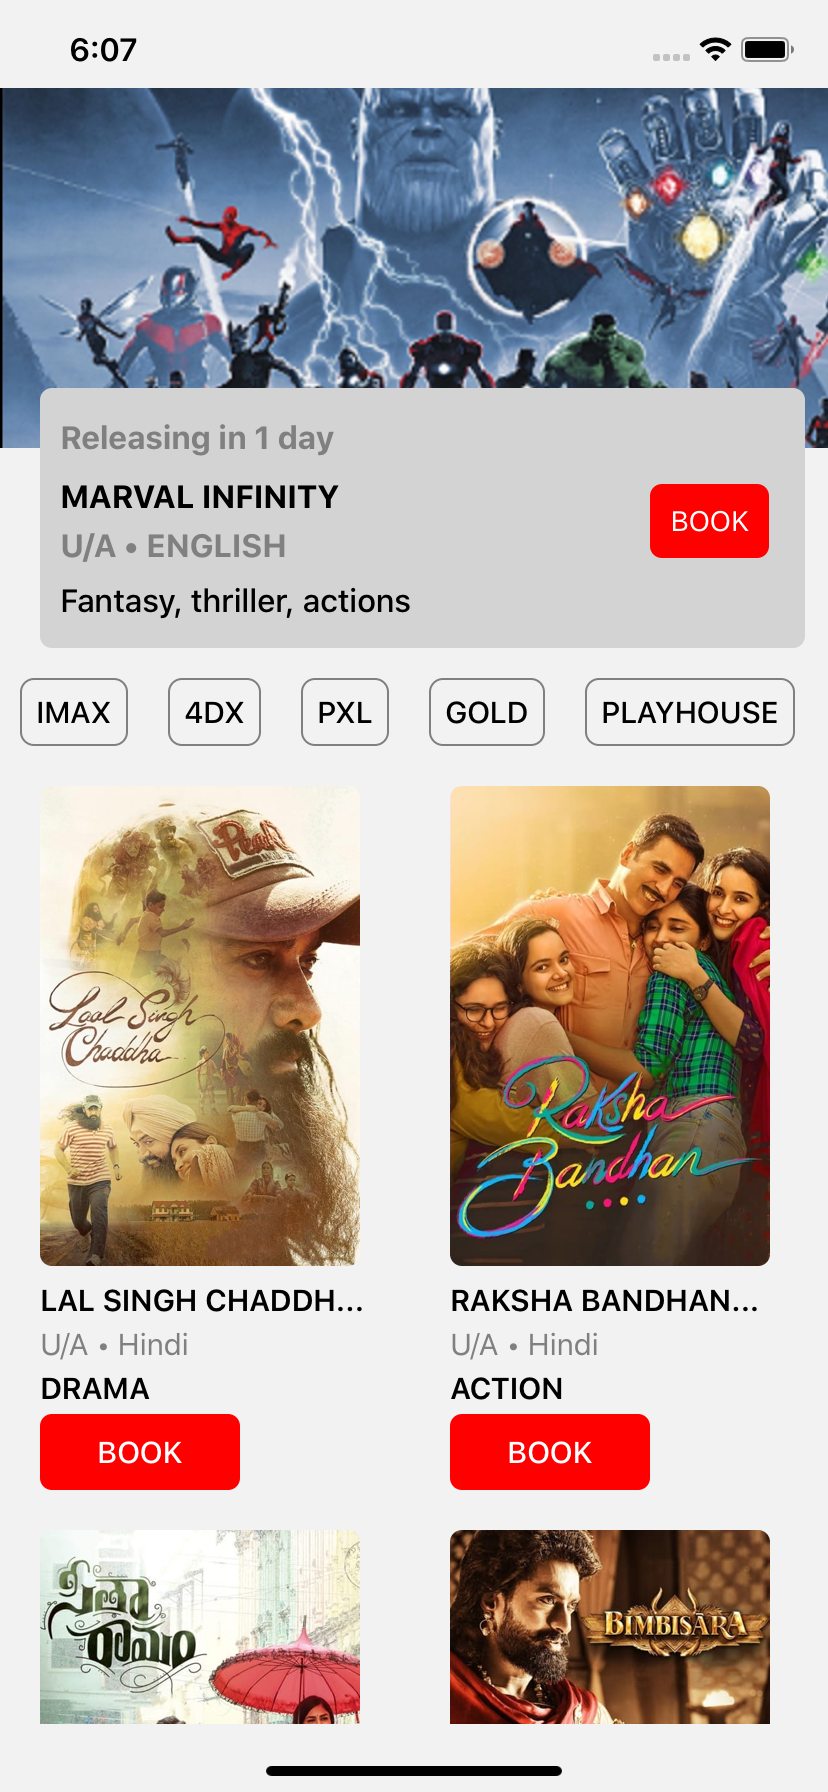 6:07
Releasing in 1 day
MARVAL INFINITY
U/A • ENGLISH
BOOK
Fantasy, thriller, actions
IMAX
4DX
PXL
GOLD
PLAYHOUSE
Laal Singh
Chaddha
Raksha
Bandhan
LAL SINGH CHADDH...
U/A • Hindi
DRAMA
BOOK
RAKSHA BANDHAN...
U/A • Hindi
ACTION
BOOK
സീതാ
രാമം
BIMBISARA